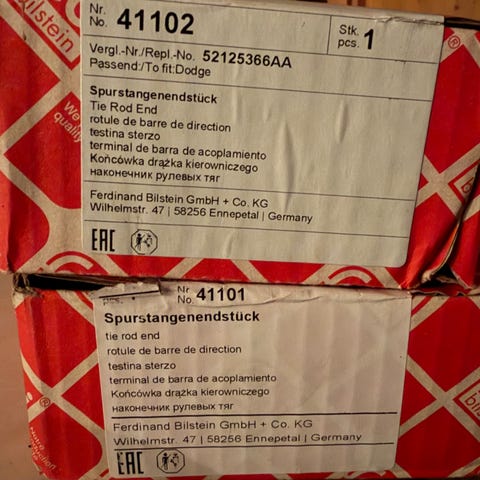 bilstein
Nr.
No. 41102
Stk.
pcs. 1
Vergl.-Nr./Repl.-No. 52125366AA
Passend:/To fit:Dodge
Spurstangenendstück
Tie Rod End
rotule de barre de direction
testina sterzo
terminal de barra de acoplamiento
Końcówka drążka kierowniczego
наконечник рулевых тяг
Ferdinand Bilstein GmbH + Co. KG
Wilhelmstr. 47 | 58256 Ennepetal | Germany
EAC
pcs.
Nr
No. 41101
Spurstangenendstück
tie rod end
rotule de barre de direction
testina sterzo
terminal de barra de acoplamiento
Końcówka drążka kierowniczego
наконечник рулевых тяг
Ferdinand Bilstein GmbH + Co. KG
Wilhelmstr. 47 | 58256 Ennepetal | Germany
EAC